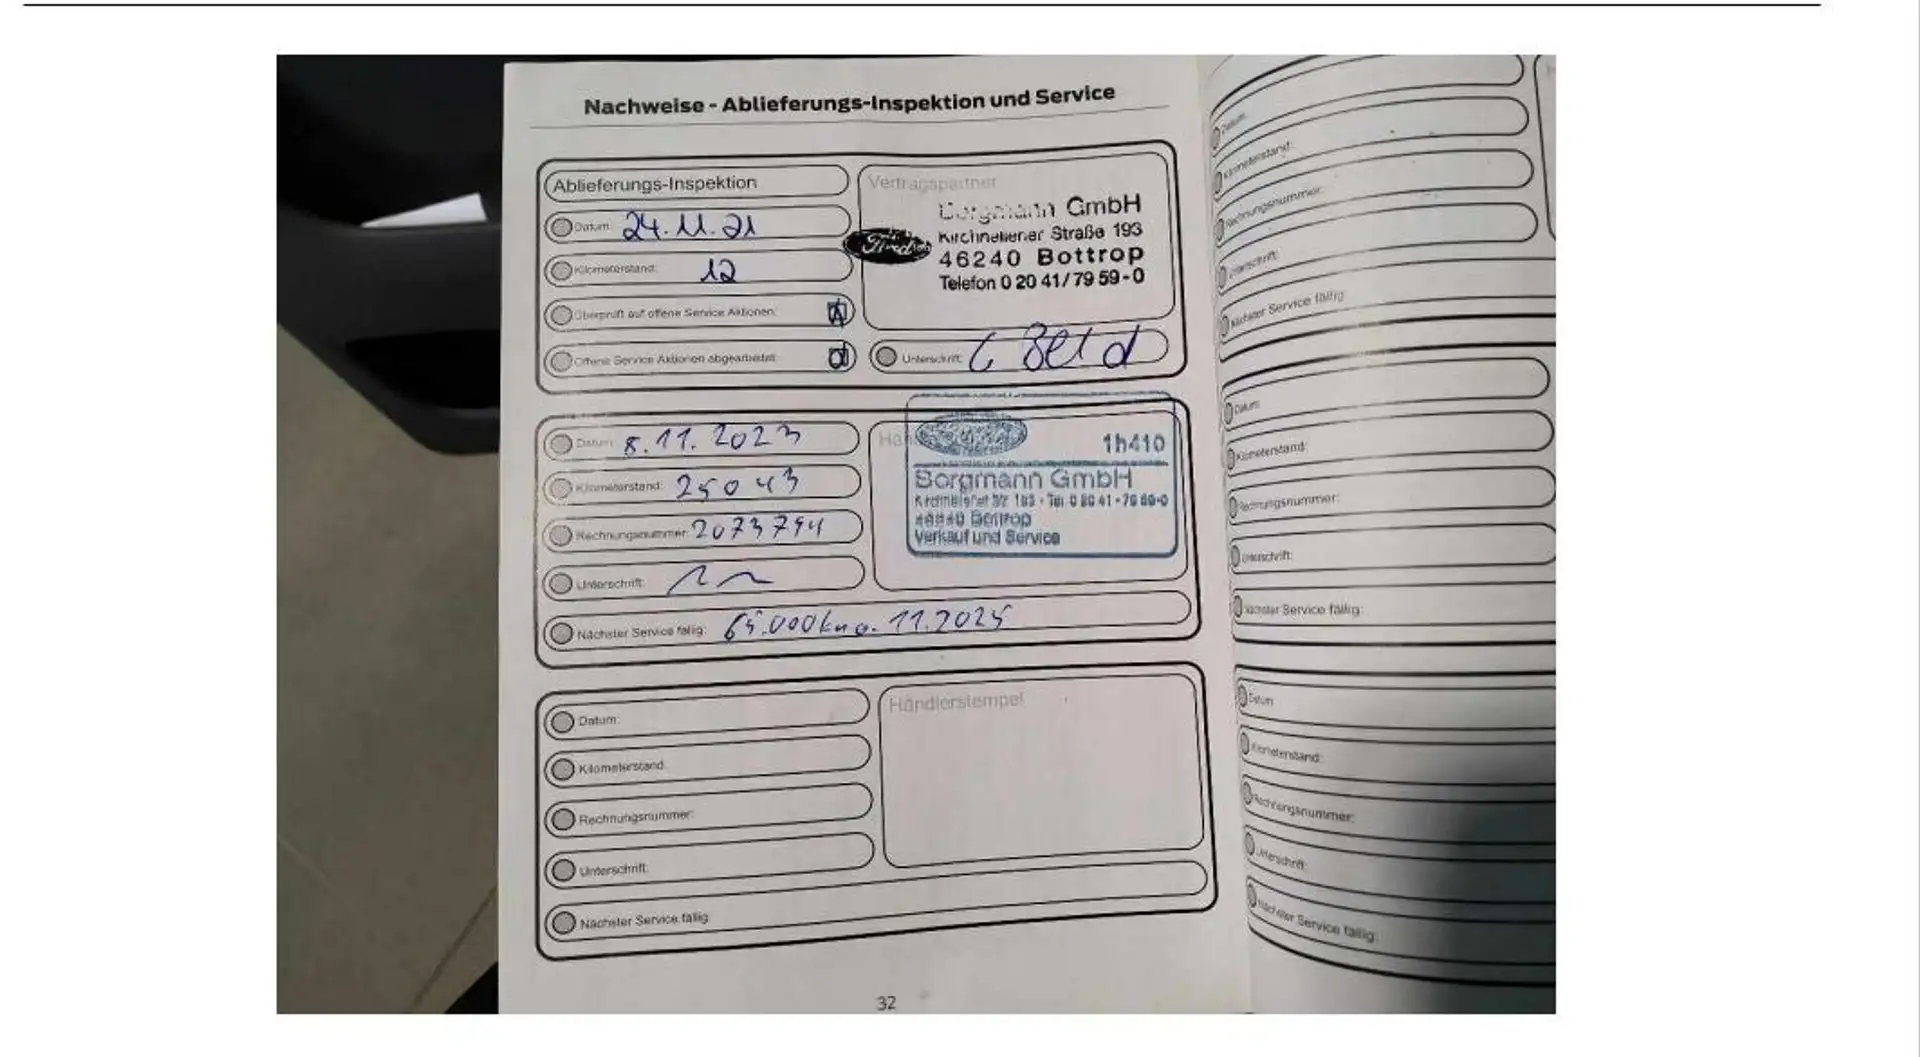 Nachweise - Ablieferungs-Inspektion und Service
Ablieferungs-Inspektion
Datum: 24.11.21
Kilometerstand: 12
Überprüft auf offene Service Aktionen:
Offene Service Aktionen abgearbeitet:
Vertragspartner
Borgmann GmbH
Ford
Kirchhellener Straße 193
46240 Bottrop
Telefon 0 20 41/79 59-0
Unterschrift:
Datum: 8.11.2023
Kilometerstand: 25043
Rechnungsnummer: 2073794
Unterschrift:
Nächster Service fällig: 65.000km o. 11.2025
1h410
Borgmann GmbH
46240 Bottrop
Verkauf und Service
Datum:
Kilometerstand:
Rechnungsnummer:
Unterschrift:
Nächster Service fällig:
Händlerstempel
32
Datum:
Kilometerstand:
Rechnungsnummer:
Unterschrift:
Nächster Service fällig:
Datum:
Kilometerstand:
Rechnungsnummer:
Unterschrift:
Nächster Service fällig:
Datum:
Kilometerstand:
Rechnungsnummer:
Unterschrift:
Nächster Service fällig: